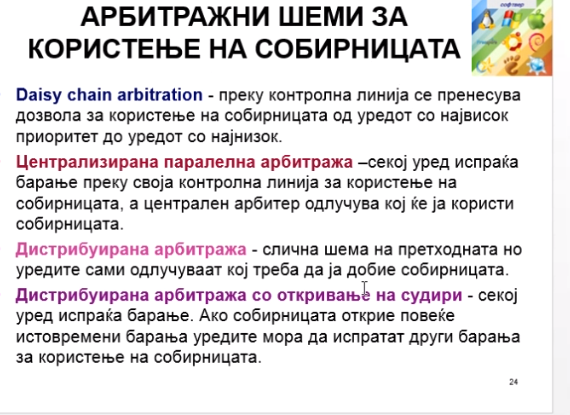 АРБИТРАЖНИ ШЕМИ ЗА
КОРИСТЕЊЕ НА СОБИРНИЦАТА
Daisy chain arbitration - преку контролна линија се пренесува
дозвола за користење на собирницата од уредот со највисок
приоритет до уредот со најнизок.
Централизирана паралелна арбитража –секој уред испраќа
барање преку своја контролна линија за користење на
собирницата, а централен арбитер одлучува кој ќе ја користи
собирницата.
Дистрибуирана арбитража - слична шема на претходната но
уредите сами одлучуваат кој треба да ја добие собирницата.
Дистрибуирана арбитража со откривање на судири - секој
уред испраќа барање. Ако собирницата открие повеќе
истовремени барања уредите мора да испратат други барања
за користење на собирницата.
24